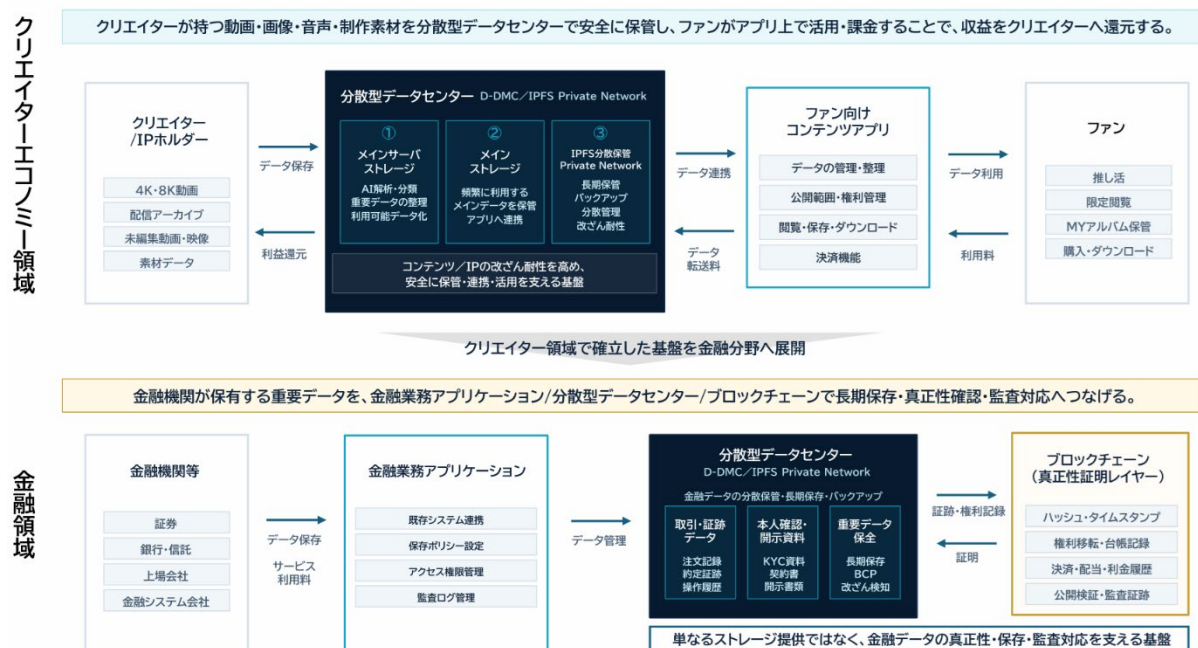 クリエイターエコノミー領域
クリエイターが持つ動画・画像・音声・制作素材を分散型データセンターで安全に保管し、ファンがアプリ上で活用・課金することで、収益をクリエイターへ還元する。
クリエイター
/IPホルダー
4K・8K動画
配信アーカイブ
未編集動画・映像
素材データ
データ保存
利益還元
分散型データセンター D-DMC/IPFS Private Network
①
メインサーバ
ストレージ
AI解析・分類
重要データの整理
利用可能データ化
②
メイン
ストレージ
頻繁に利用する
メインデータを保管
アプリへ連携
③
IPFS分散保管
Private Network
長期保管
バックアップ
分散管理
改ざん耐性
コンテンツ/IPの改ざん耐性を高め、
安全に保管・連携・活用を支える基盤
データ連携
データ
転送料
ファン向け
コンテンツアプリ
データの管理・整理
公開範囲・権利管理
閲覧・保存・ダウンロード
決済機能
データ利用
利用料
ファン
推し活
限定閲覧
MYアルバム保管
購入・ダウンロード
クリエイター領域で確立した基盤を金融分野へ展開
金融領域
金融機関が保有する重要データを、金融業務アプリケーション/分散型データセンター/ブロックチェーンで長期保存・真正性確認・監査対応へつなげる。
金融機関等
証券
銀行・信託
上場会社
金融システム会社
データ保存
サービス
利用料
金融業務アプリケーション
既存システム連携
保存ポリシー設定
アクセス権限管理
監査ログ管理
データ管理
分散型データセンター
D-DMC/IPFS Private Network
金融データの分散保管・長期保存・バックアップ
取引・証跡
データ
注文記録
約定証跡
操作履歴
本人確認・
開示資料
KYC資料
契約書
開示書類
重要データ
保全
長期保存
BCP
改ざん検知
証跡・権利記録
証明
ブロックチェーン
(真正性証明レイヤー)
ハッシュ・タイムスタンプ
権利移転・台帳記録
決済・配当・利金履歴
公開検証・監査証跡
単なるストレージ提供ではなく、金融データの真正性・保存・監査対応を支える基盤